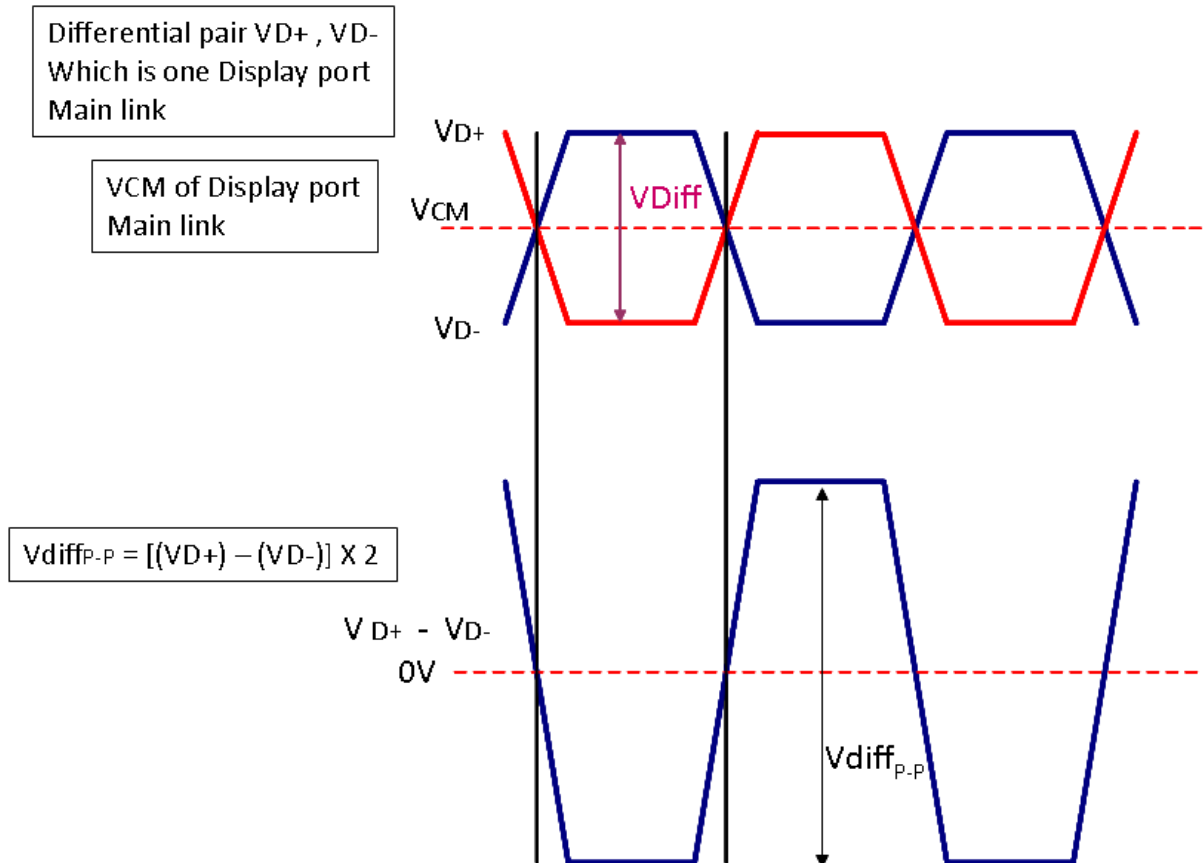 Differential pair VD+ , VD-
Which is one Display port
Main link
VCM of Display port
Main link
VD+
VDiff
VCM
VD-
VdiffP-P = [(VD+) – (VD-)] X 2
V D+ - VD-
0V
VdiffP-P